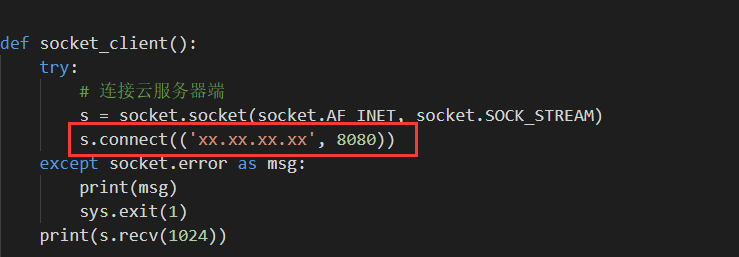 def socket_client():
    try:
        # 连接云服务器端
        s = socket.socket(socket.AF_INET, socket.SOCK_STREAM)
        s.connect(('xx.xx.xx.xx', 8080))
    except socket.error as msg:
        print(msg)
        sys.exit(1)
    print(s.recv(1024))